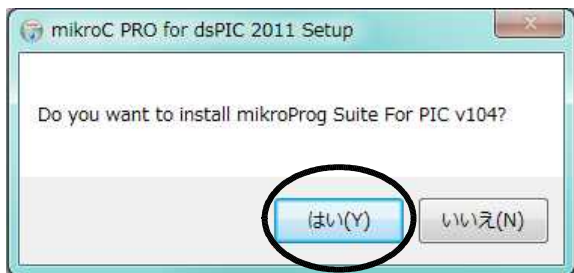 mikroC PRO for dsPIC 2011 Setup
Do you want to install mikroProg Suite For PIC v104?
はい(Y)
いいえ(N)